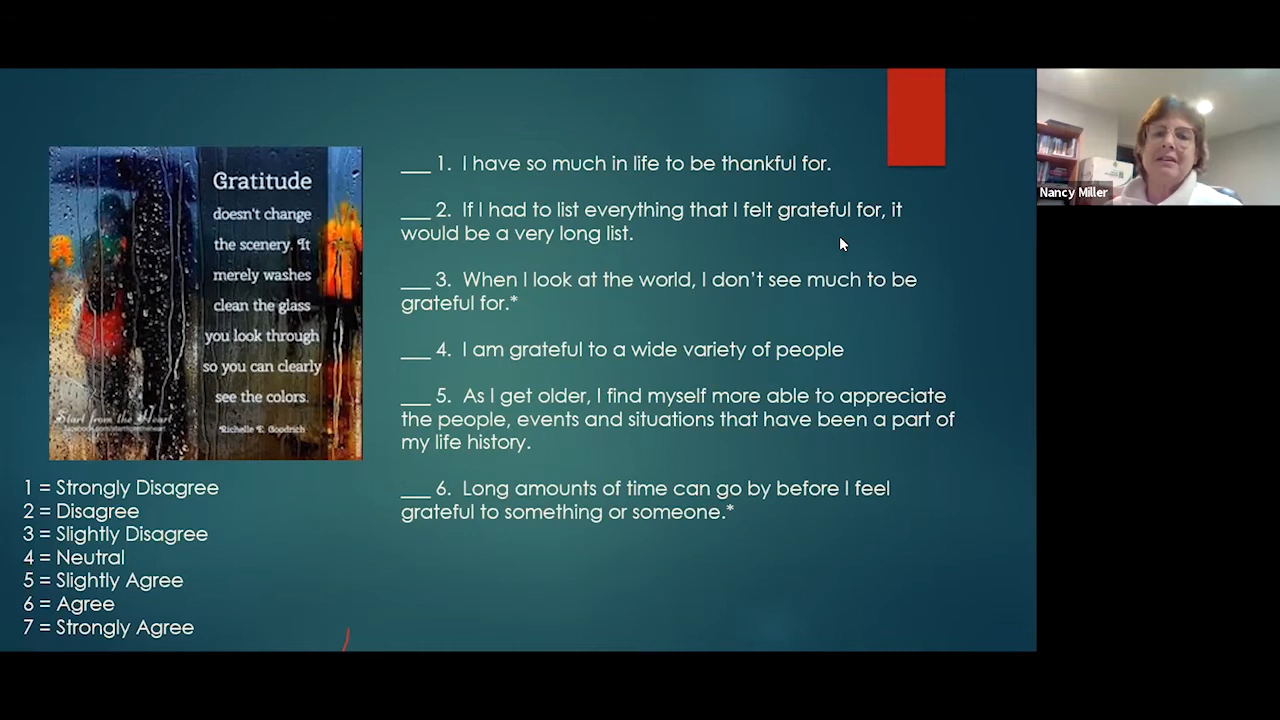 Gratitude
doesn't change
the scenery. It
merely washes
clean the glass
you look through
so you can clearly
see the colors.
~Richelle E. Goodrich
Start from the Heart
1 = Strongly Disagree
2 = Disagree
3 = Slightly Disagree
4 = Neutral
5 = Slightly Agree
6 = Agree
7 = Strongly Agree
___ 1. I have so much in life to be thankful for.
___ 2. If I had to list everything that I felt grateful for, it
would be a very long list.
___ 3. When I look at the world, I don’t see much to be
grateful for.*
___ 4. I am grateful to a wide variety of people
___ 5. As I get older, I find myself more able to appreciate
the people, events and situations that have been a part of
my life history.
___ 6. Long amounts of time can go by before I feel
grateful to something or someone.*
Nancy Miller